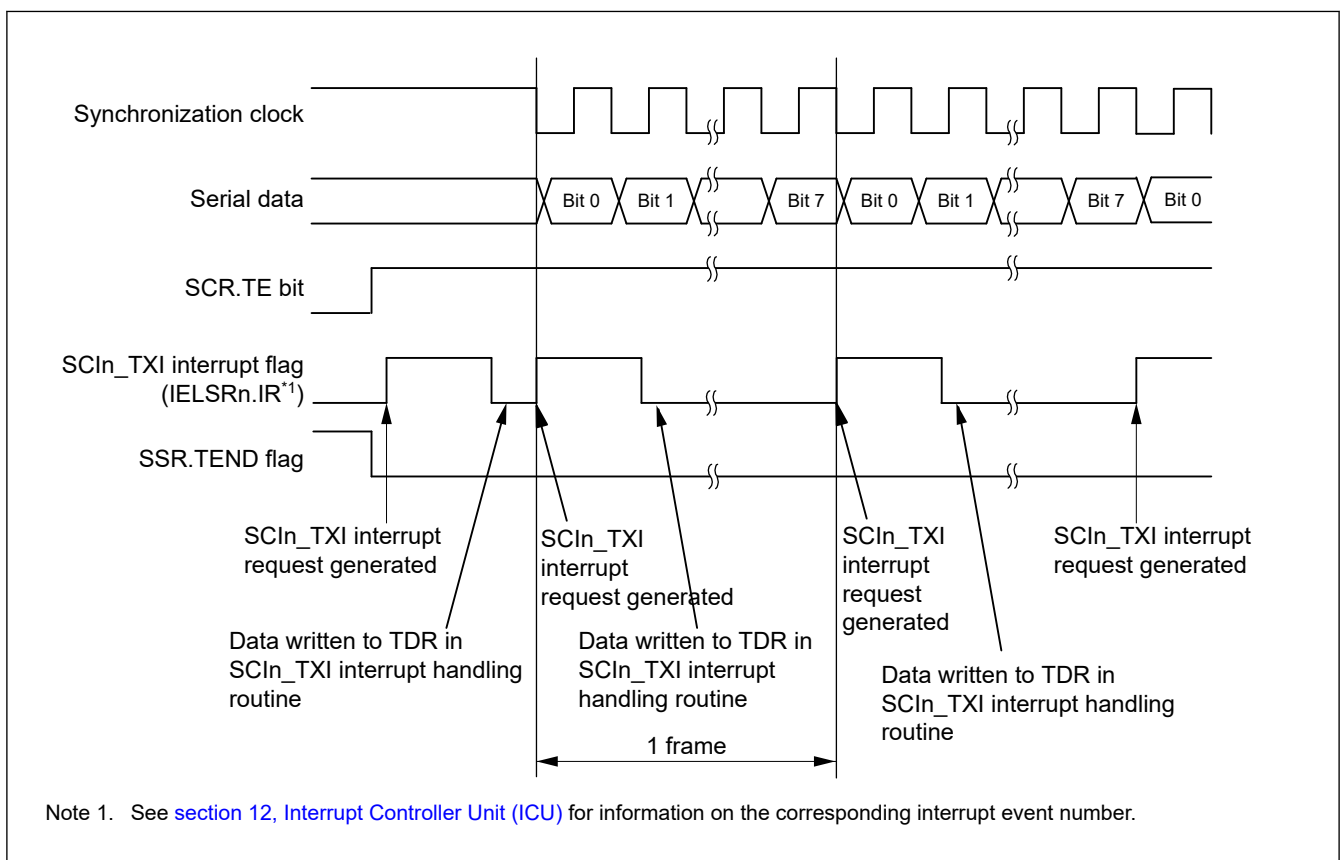 Synchronization clock
Serial data
Bit 0 Bit 1 Bit 7 Bit 0 Bit 1 Bit 7 Bit 0
SCR.TE bit
SCIn_TXI interrupt flag
(IELSRn.IR*1)
SSR.TEND flag
SCIn_TXI interrupt
request generated
SCIn_TXI
interrupt
request generated
SCIn_TXI
interrupt
request
generated
SCIn_TXI interrupt
request generated
Data written to TDR in
SCIn_TXI interrupt handling
routine
Data written to TDR in
SCIn_TXI interrupt
handling routine
Data written to TDR in
SCIn_TXI interrupt handling
routine
1 frame
Note 1. See section 12, Interrupt Controller Unit (ICU) for information on the corresponding interrupt event number.